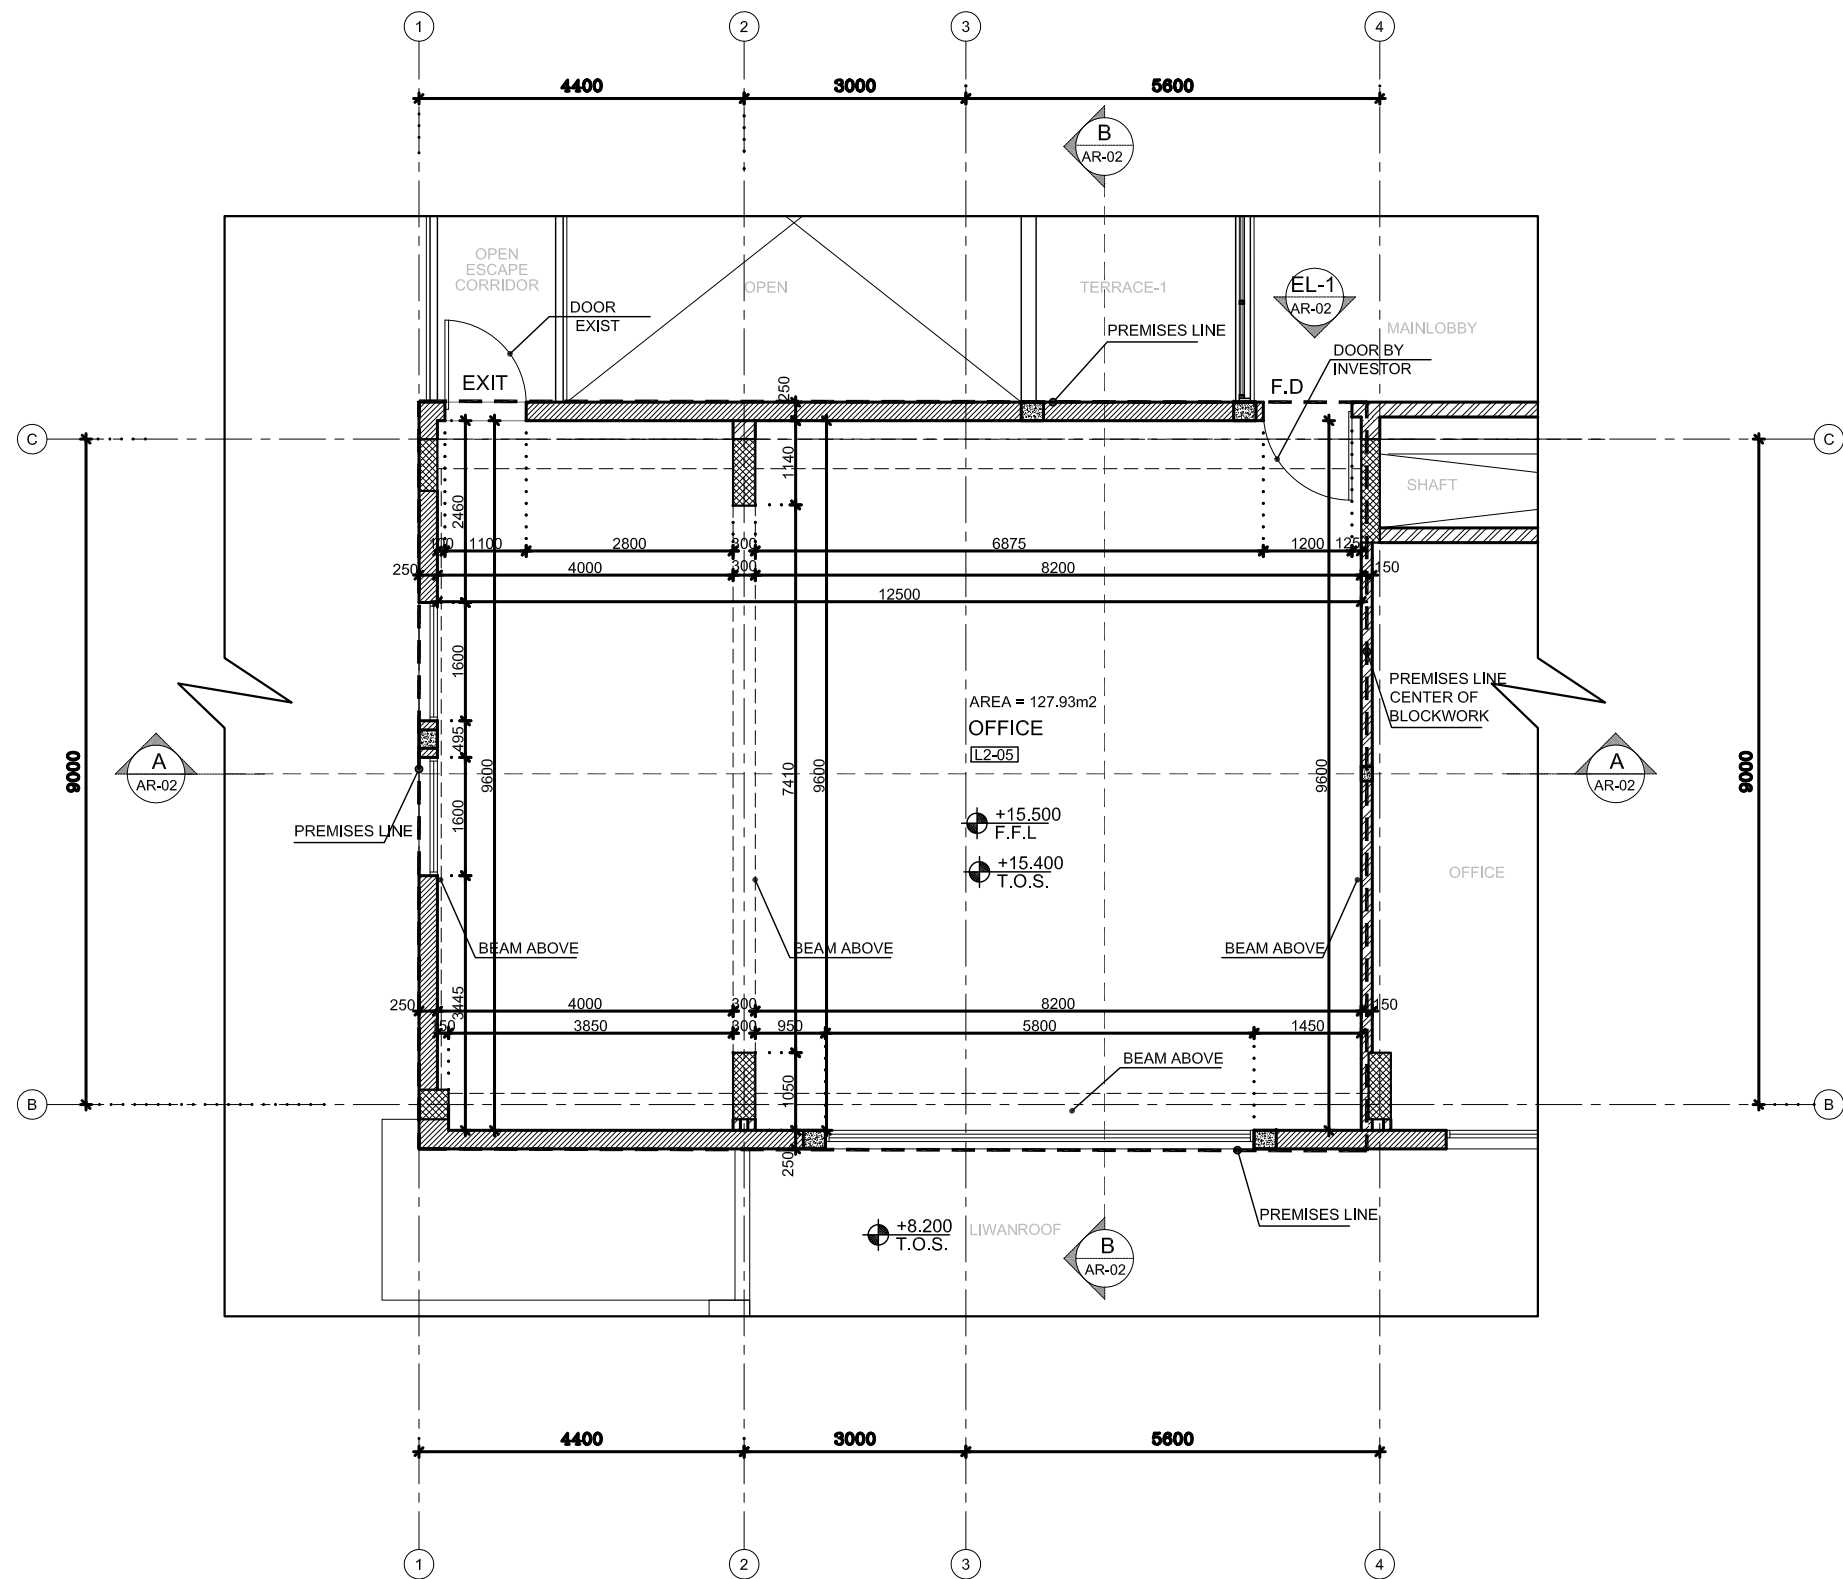 1
2
3
4
4400
3000
5600
B
AR-02
OPEN
ESCAPE
CORRIDOR
OPEN
TERRACE-1
EL-1
AR-02
MAINLOBBY
DOOR
EXIST
PREMISES LINE
DOOR BY
INVESTOR
EXIT
F.D
250
C
C
1140
SHAFT
2460
1100
2800
300
6875
1200
125
250
4000
300
8200
150
12500
1600
PREMISES LINE
CENTER OF
BLOCKWORK
AREA = 127.93m2
OFFICE
L2-05
495
A
AR-02
A
AR-02
9000
9600
7410
9600
9600
9000
1600
PREMISES LINE
+15.500
F.F.L
+15.400
T.O.S.
OFFICE
BEAM ABOVE
BEAM ABOVE
BEAM ABOVE
3445
250
4000
300
8200
150
3850
300
950
5800
1450
BEAM ABOVE
1050
B
B
250
PREMISES LINE
+8.200
T.O.S.
LIWANROOF
B
AR-02
4400
3000
5600
1
2
3
4